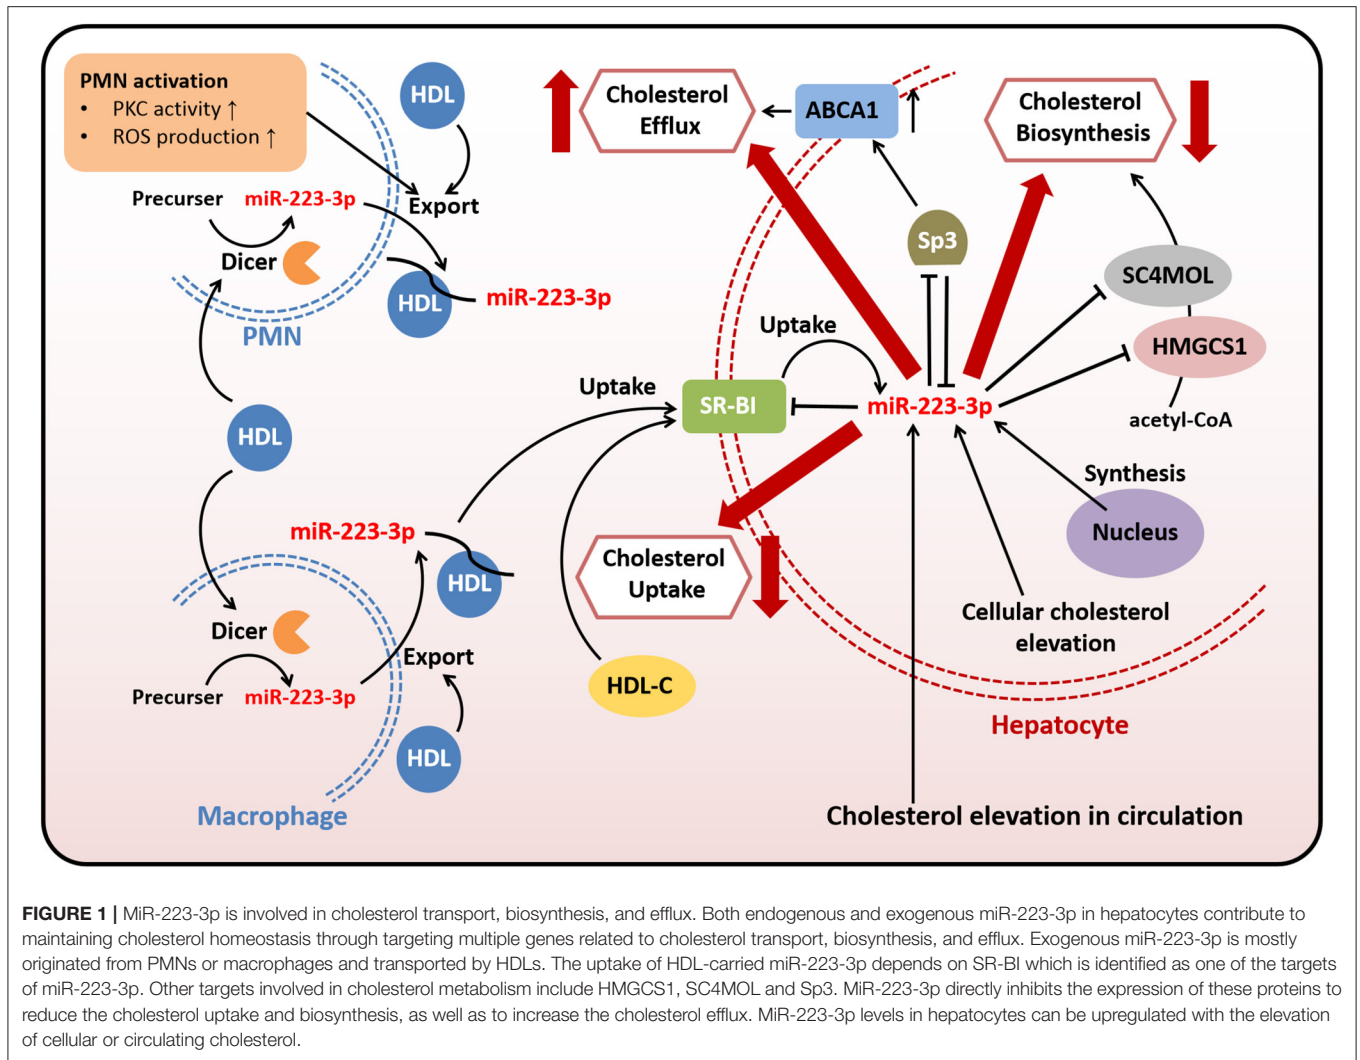 PMN activation
• PKC activity ↑
• ROS production ↑
HDL
Cholesterol
Efflux
ABCA1
Cholesterol
Biosynthesis
Precurser
miR-223-3p
Export
Dicer
HDL
miR-223-3p
PMN
Sp3
SC4MOL
HMGCS1
acetyl-CoA
Uptake
Uptake
SR-BI
miR-223-3p
HDL
Synthesis
Nucleus
miR-223-3p
HDL
Cholesterol
Uptake
Cellular cholesterol
elevation
Dicer
Export
Precurser
miR-223-3p
HDL-C
HDL
Hepatocyte
Macrophage
Cholesterol elevation in circulation
FIGURE 1 | MiR-223-3p is involved in cholesterol transport, biosynthesis, and efflux. Both endogenous and exogenous miR-223-3p in hepatocytes contribute to
maintaining cholesterol homeostasis through targeting multiple genes related to cholesterol transport, biosynthesis, and efflux. Exogenous miR-223-3p is mostly
originated from PMNs or macrophages and transported by HDLs. The uptake of HDL-carried miR-223-3p depends on SR-BI which is identified as one of the targets
of miR-223-3p. Other targets involved in cholesterol metabolism include HMGCS1, SC4MOL and Sp3. MiR-223-3p directly inhibits the expression of these proteins to
reduce the cholesterol uptake and biosynthesis, as well as to increase the cholesterol efflux. MiR-223-3p levels in hepatocytes can be upregulated with the elevation
of cellular or circulating cholesterol.